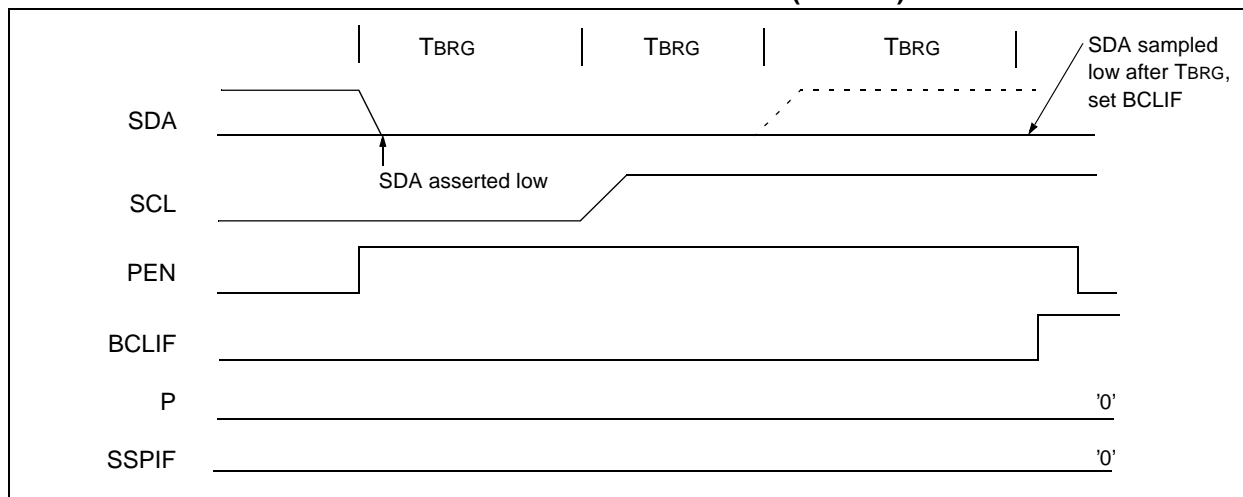 TBRG TBRG TBRG
SDA sampled
low after TBRG,
set BCLIF
SDA
SDA asserted low
SCL
PEN
BCLIF
P '0'
SSPIF '0'